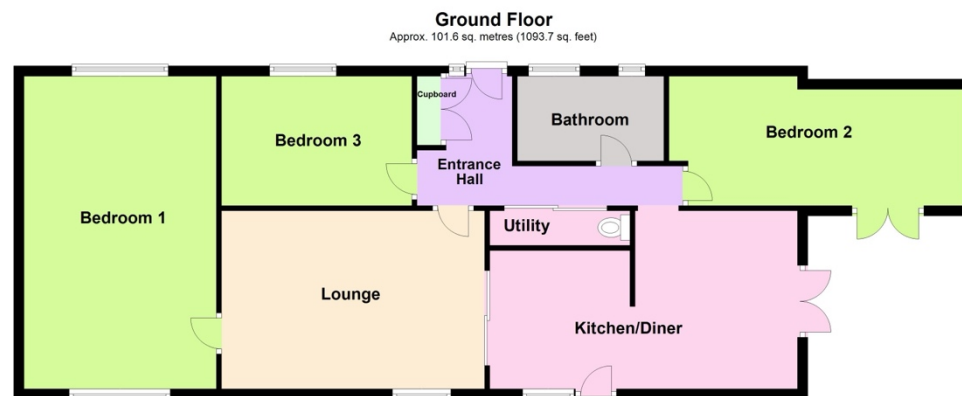 Ground Floor
Approx. 101.6 sq. metres (1093.7 sq. feet)
Cupboard
Bedroom 3
Bathroom
Bedroom 2
Entrance
Hall
Bedroom 1
Utility
Lounge
Kitchen/Diner